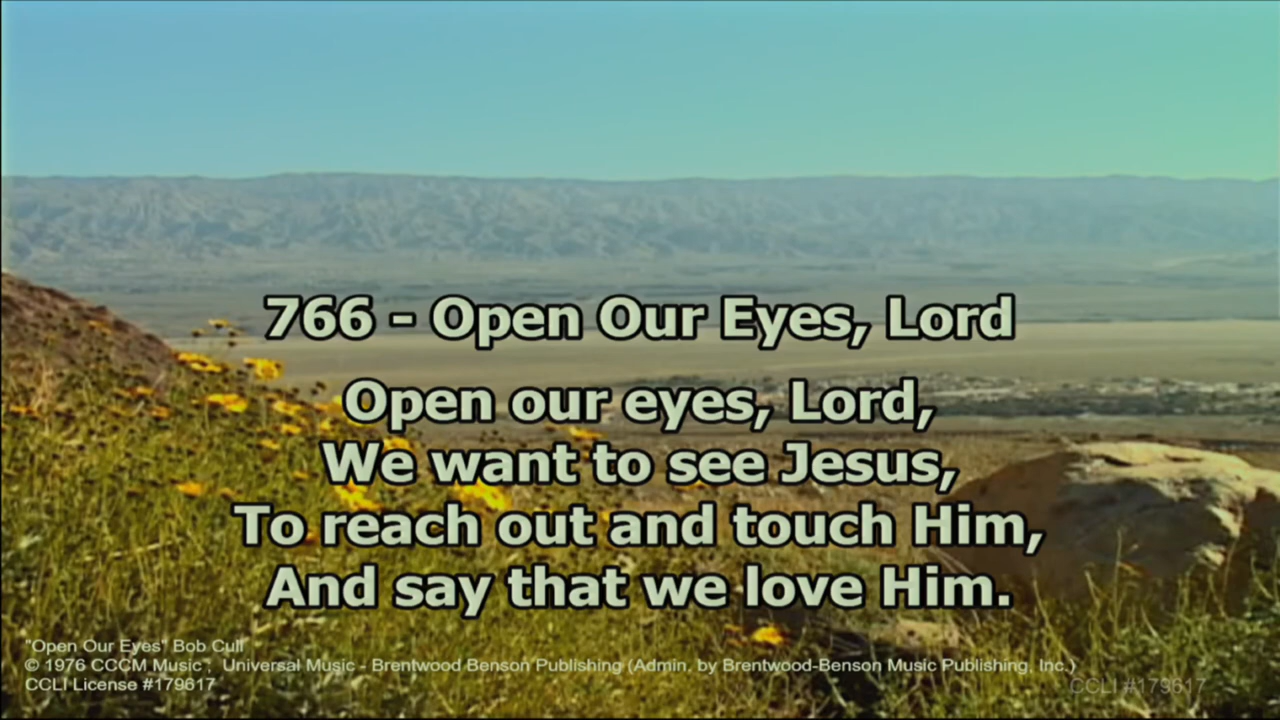 766 - Open Our Eyes, Lord
Open our eyes, Lord,
We want to see Jesus,
To reach out and touch Him,
And say that we love Him.
"Open Our Eyes" Bob Cull
© 1976 CCCM Music ; Universal Music - Brentwood Benson Publishing (Admin. by Brentwood-Benson Music Publishing, Inc.)
CCLI License #179617
CCLI #179617